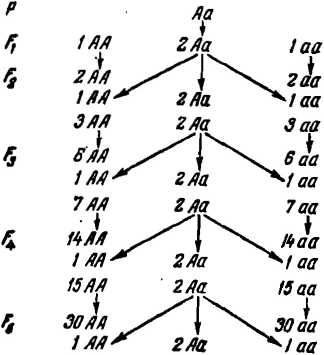 P Aa
F₁ 1 AA 2 Aa 1 aa
F₂ 2 AA 2 aa
1 AA 2 Aa 1 aa
3 AA 2 Aa 3 aa
F₃ 6 AA 6 aa
1 AA 2 Aa 1 aa
7 AA 2 Aa 7 aa
F₄ 14 AA 14 aa
1 AA 2 Aa 1 aa
15 AA 2 Aa 15 aa
F₅ 30 AA 30 aa
1 AA 2 Aa 1 aa